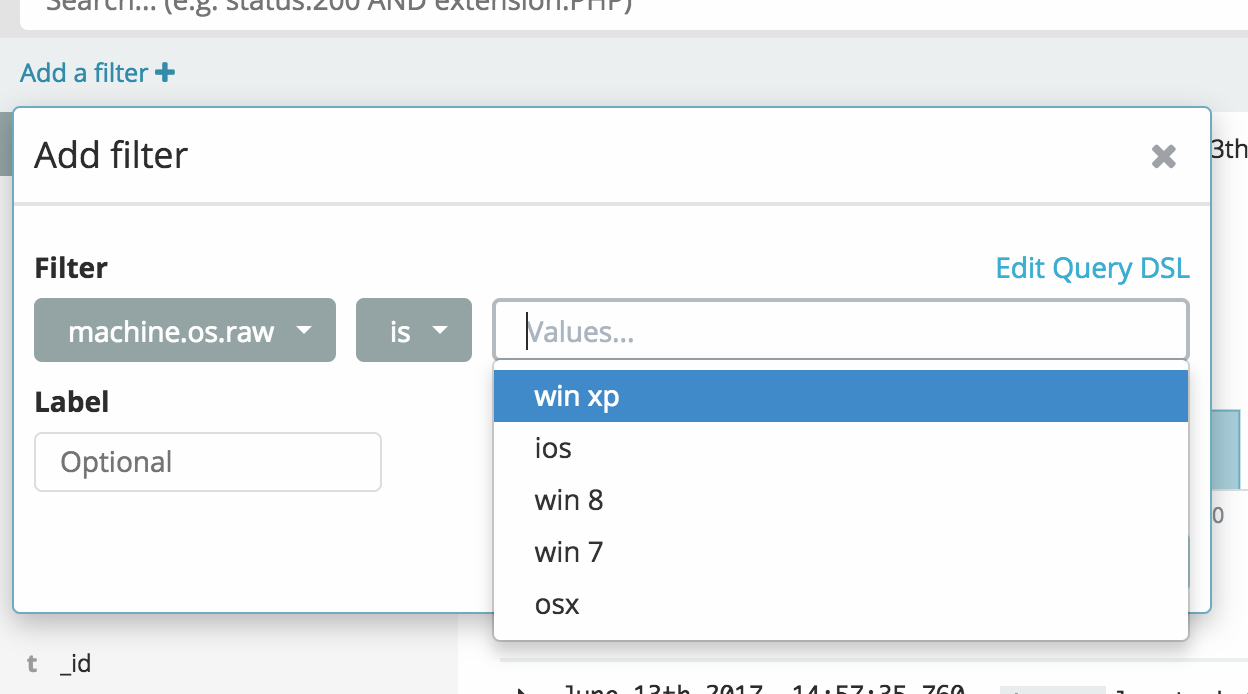 Search... (e.g. status:200 AND extension:PHP)
Add a filter +
Add filter
3th
Filter
Edit Query DSL
machine.os.raw
is
Values...
Label
win xp
Optional
ios
win 8
win 7
osx
0
t _id
June 13th 2017, 14:57:35.760